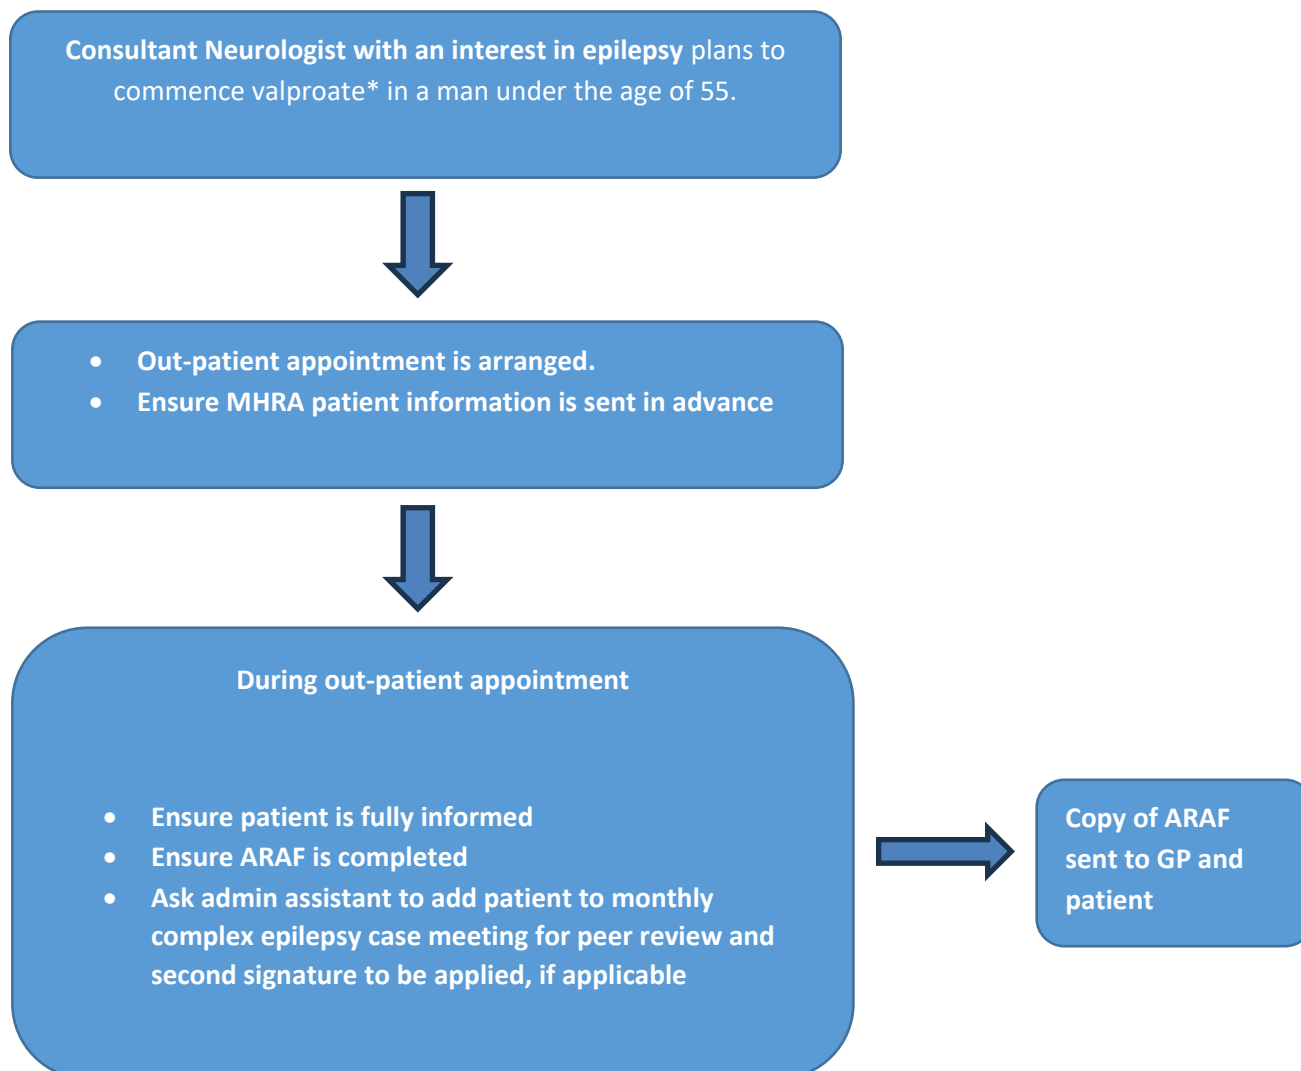 Consultant Neurologist with an interest in epilepsy plans to
commence valproate* in a man under the age of 55.
• Out-patient appointment is arranged.
• Ensure MHRA patient information is sent in advance
During out-patient appointment
• Ensure patient is fully informed
• Ensure ARAF is completed
• Ask admin assistant to add patient to monthly
complex epilepsy case meeting for peer review and
second signature to be applied, if applicable
Copy of ARAF
sent to GP and
patient